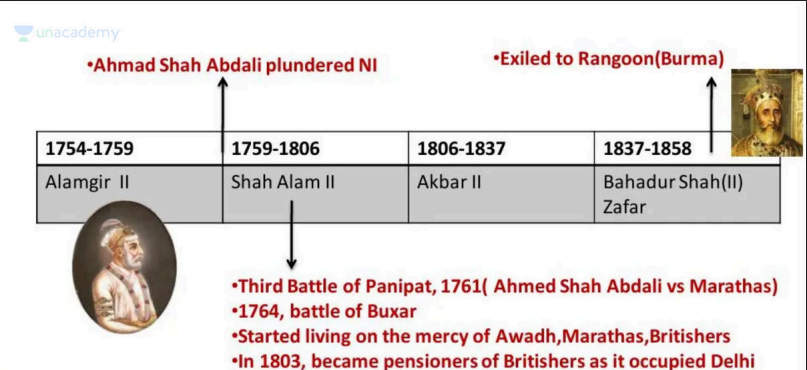 unacademy
•Ahmad Shah Abdali plundered NI
•Exiled to Rangoon(Burma)
1754-1759 1759-1806 1806-1837 1837-1858
Alamgir II Shah Alam II Akbar II Bahadur Shah(II)
Zafar
•Third Battle of Panipat, 1761( Ahmed Shah Abdali vs Marathas)
•1764, battle of Buxar
•Started living on the mercy of Awadh,Marathas,Britishers
•In 1803, became pensioners of Britishers as it occupied Delhi